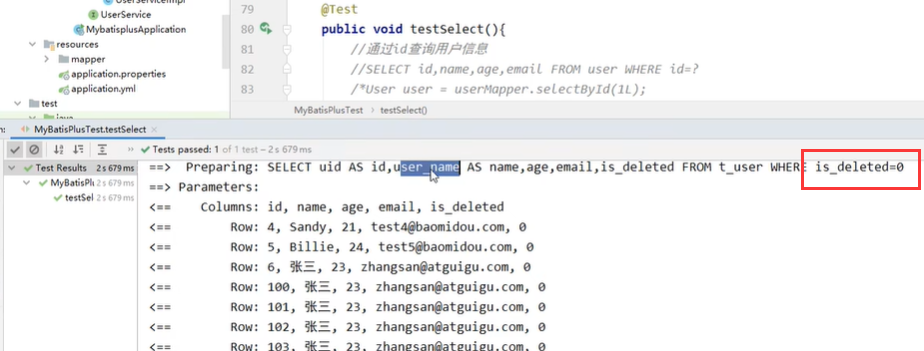 UserService
MybatisplusApplication
resources
mapper
application.properties
application.yml
test
79 @Test
80 public void testSelect(){
81 //通过id查询用户信息
82 //SELECT id,name,age,email FROM user WHERE id=?
83 /*User user = userMapper.selectById(1L);
MyBatisPlusTest › testSelect()
MyBatisPlusTest.testSelect ×
Tests passed: 1 of 1 test – 2 s 679 ms
Test Results 2 s 679 ms
MyBatisPl 2 s 679 ms
testSel 2 s 679 ms
==> Preparing: SELECT uid AS id,user_name AS name,age,email,is_deleted FROM t_user WHERE is_deleted=0
==> Parameters:
<== Columns: id, name, age, email, is_deleted
<== Row: 4, Sandy, 21, test4@baomidou.com, 0
<== Row: 5, Billie, 24, test5@baomidou.com, 0
<== Row: 6, 张三, 23, zhangsan@atguigu.com, 0
<== Row: 100, 张三, 23, zhangsan@atguigu.com, 0
<== Row: 101, 张三, 23, zhangsan@atguigu.com, 0
<== Row: 102, 张三, 23, zhangsan@atguigu.com, 0
<== Row: 103, 张三, 23, zhangsan@atguigu.com, 0